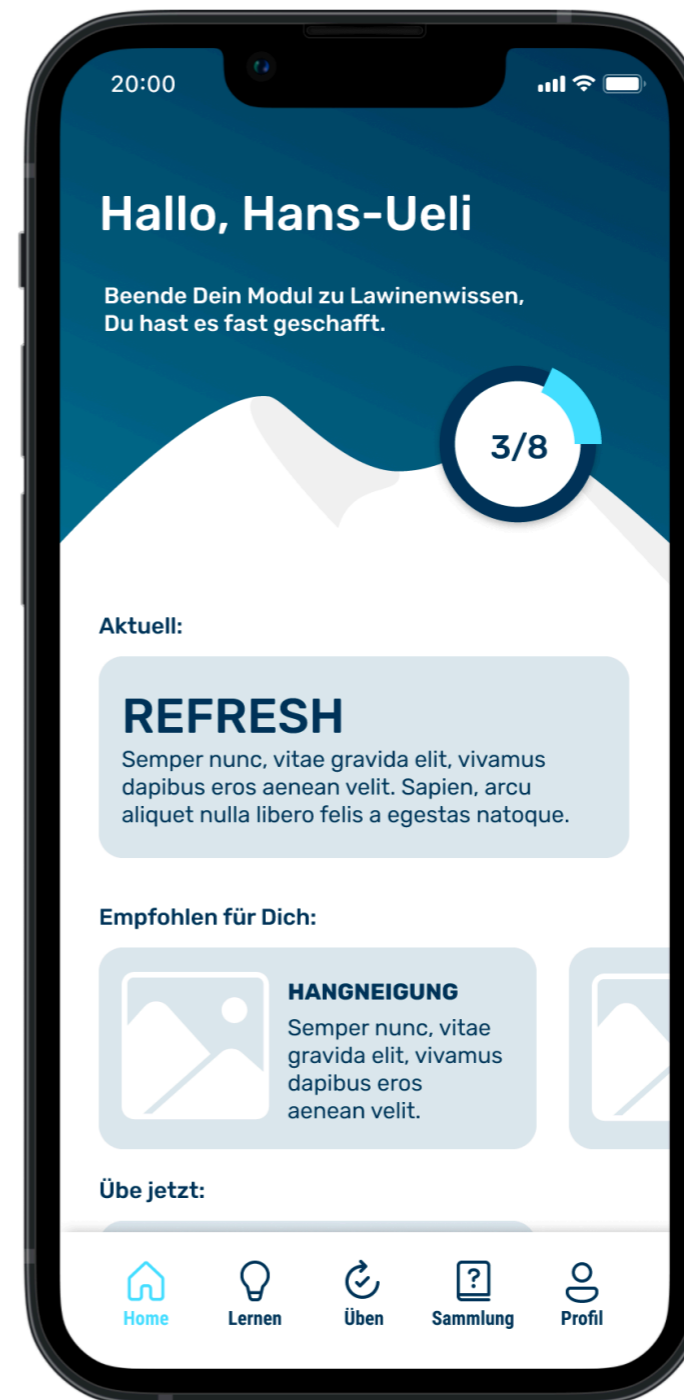 20:00
Hallo, Hans-Ueli
Beende Dein Modul zu Lawinenwissen,
Du hast es fast geschafft.
3/8
Aktuell:
REFRESH
Semper nunc, vitae gravida elit, vivamus
dapibus eros aenean velit. Sapien, arcu
aliquet nulla libero felis a egestas natoque.
Empfohlen für Dich:
HANGNEIGUNG
Semper nunc, vitae
gravida elit, vivamus
dapibus eros
aenean velit.
Übe jetzt:
?
Home Lernen Üben Sammlung Profil